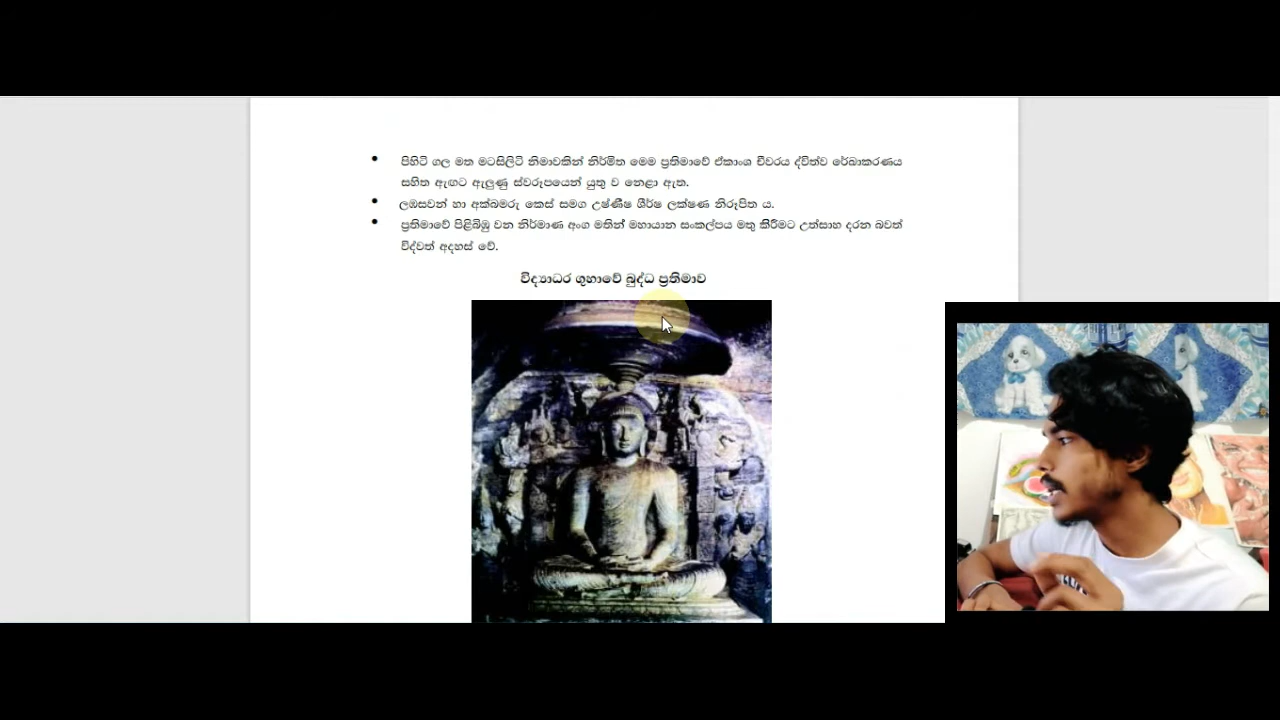 පිහිටි ගල මත මටසිලිටි නිමාවකින් නිර්මිත මෙම ප්‍රතිමාවේ ඒකාංශ චීවරය ද්විත්ව රේඛාකරණය
සහිත ඇඟට ඇලුණු ස්වරූපයෙන් යුතු ව නෙළා ඇත.
ලඹසවන් හා අක්බමරු කෙස් සමග උෂ්ණීෂ ශීර්ෂ ලක්ෂණ නිරූපිත ය.
ප්‍රතිමාවේ පිළිබිඹු වන නිර්මාණ අංග මතින් මහායාන සංකල්පය මතු කිරීමට උත්සාහ දරන බවත්
විද්වත් අදහස් වේ.
විද්‍යාධර ගුහාවේ බුද්ධ ප්‍රතිමාව